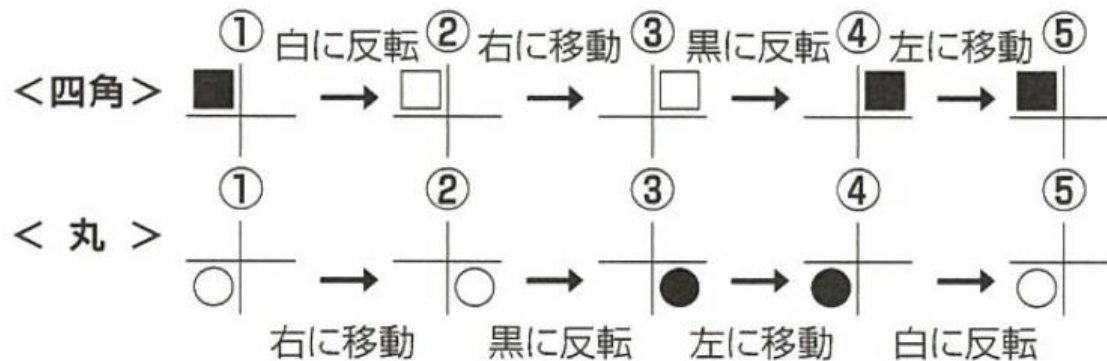 ① 白に反転 ② 右に移動 ③ 黒に反転 ④ 左に移動 ⑤
<四角>
① ② ③ ④ ⑤
< 丸 >
右に移動 黒に反転 左に移動 白に反転